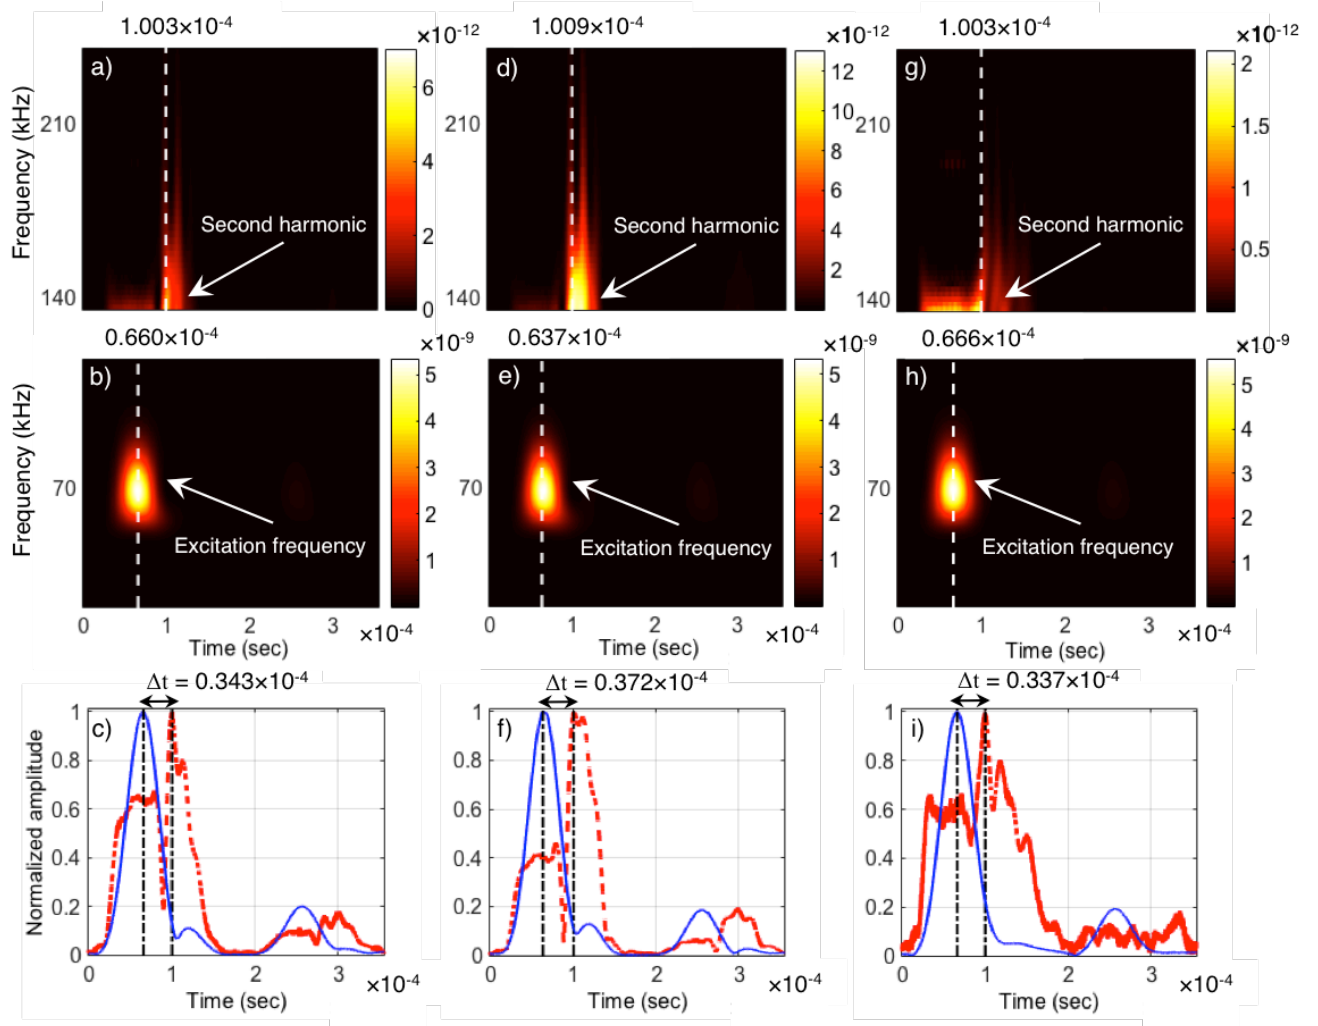 1.003×10-4
1.009×10-4
1.003×10-4
×10-12
×10-12
×10-12
a)
d)
g)
Frequency (kHz)
210
140
6
4
2
0
210
140
12
10
8
6
4
2
210
140
2
1.5
1
0.5
Second harmonic
Second harmonic
Second harmonic
0.660×10-4
0.637×10-4
0.666×10-4
×10-9
×10-9
×10-9
b)
e)
h)
Frequency (kHz)
70
5
4
3
2
1
70
5
4
3
2
1
70
5
4
3
2
1
Excitation frequency
Excitation frequency
Excitation frequency
0 1 2 3 ×10-4
0 1 2 3 ×10-4
0 1 2 3 ×10-4
Time (sec)
Time (sec)
Time (sec)
Δt = 0.343×10-4
Δt = 0.372×10-4
Δt = 0.337×10-4
c)
f)
i)
Normalized amplitude
1
0.8
0.6
0.4
0.2
0
1
0.8
0.6
0.4
0.2
0
1
0.8
0.6
0.4
0.2
0
0 1 2 3 ×10-4
0 1 2 3 ×10-4
0 1 2 3 ×10-4
Time (sec)
Time (sec)
Time (sec)